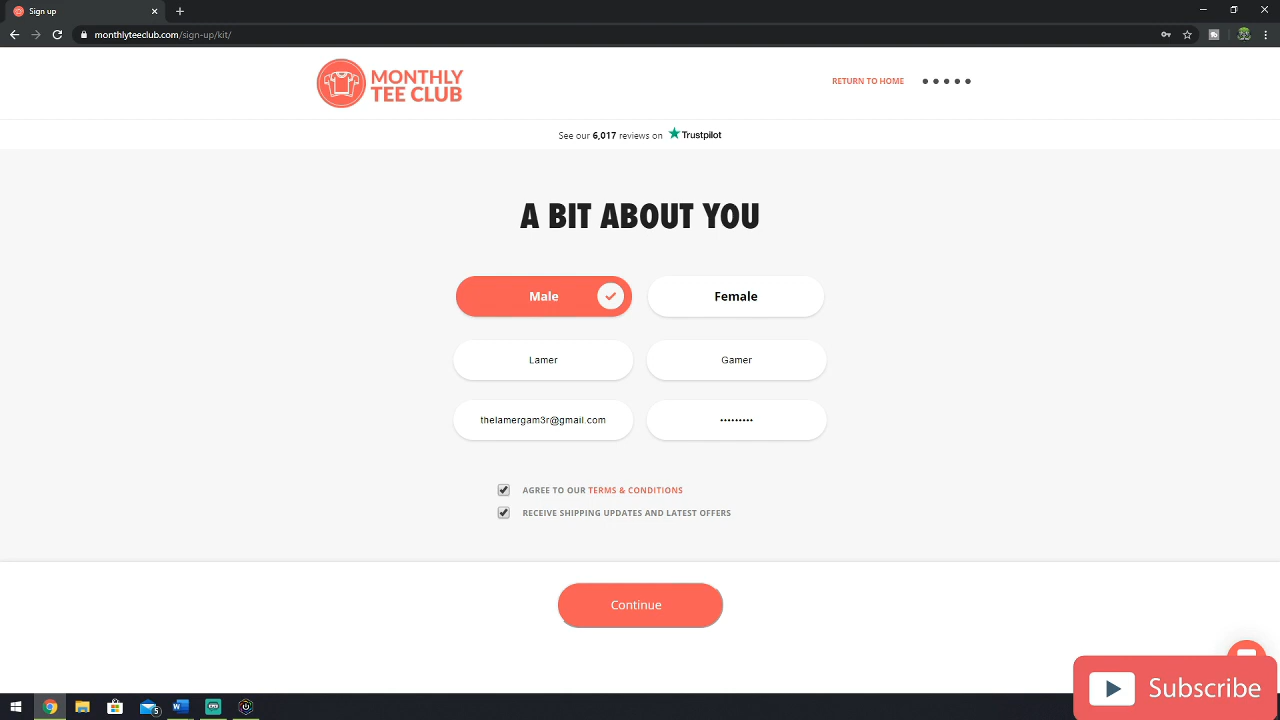 Sign up
monthlyteeclub.com/sign-up/kit/
MONTHLY
TEE CLUB
RETURN TO HOME
See our 6,017 reviews on Trustpilot
A BIT ABOUT YOU
Male
Female
Lamer
Gamer
thelamergam3r@gmail.com
•••••••••
AGREE TO OUR TERMS & CONDITIONS
RECEIVE SHIPPING UPDATES AND LATEST OFFERS
Continue
Subscribe